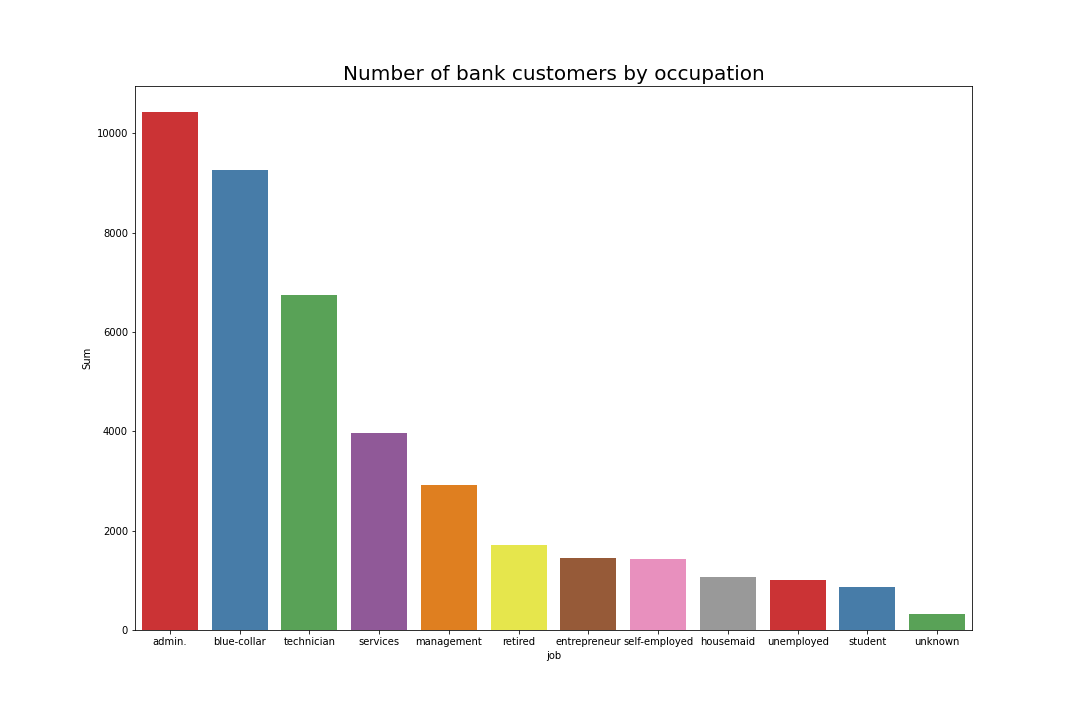 Number of bank customers by occupation
10000
8000
6000
4000
2000
0
Sum
admin. blue-collar technician services management retired entrepreneur self-employed housemaid unemployed student unknown
job